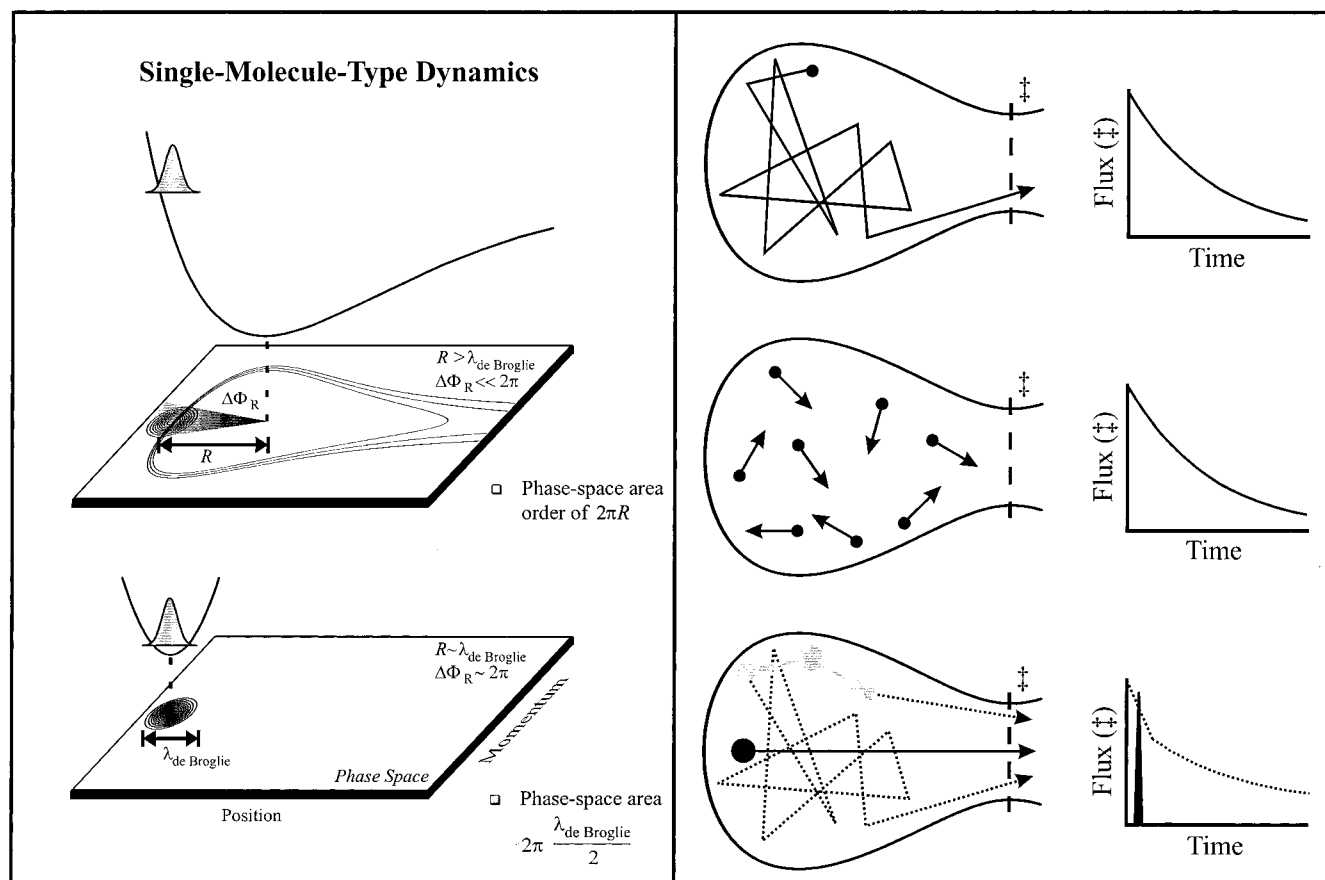 Single-Molecule-Type Dynamics
R > λde Broglie
ΔΦR << 2π
ΔΦR
R
□ Phase-space area
order of 2πR
R ~ λde Broglie
ΔΦR ~ 2π
λde Broglie
Momentum
Phase Space
Position
□ Phase-space area
2π λde Broglie
2
‡
Flux (‡)
Time
‡
Flux (‡)
Time
‡
Flux (‡)
Time